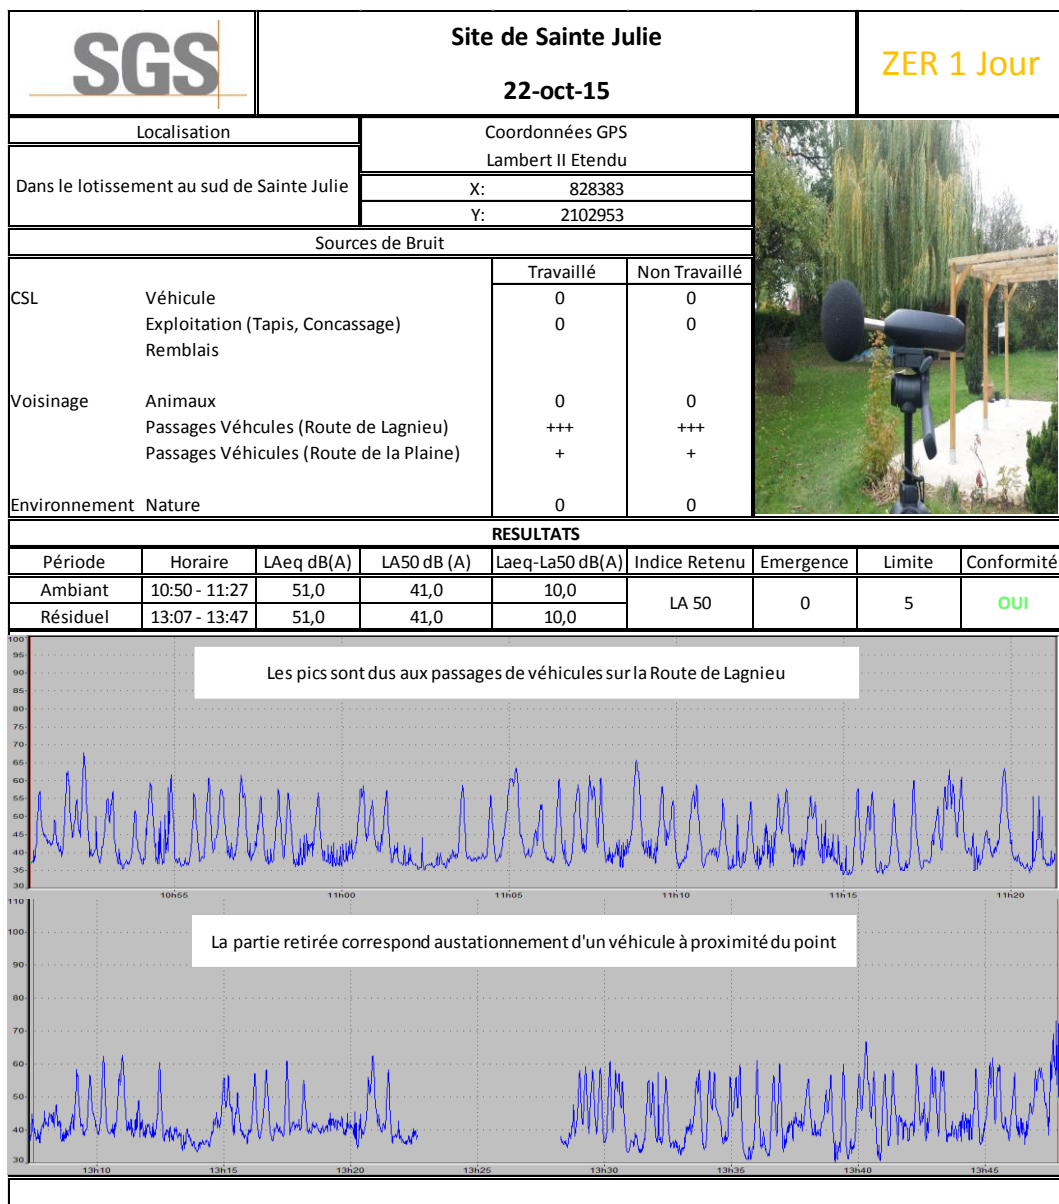 SGS
Site de Sainte Julie
22-oct-15
ZER 1 Jour
Localisation
Coordonnées GPS
Lambert II Etendu
Dans le lotissement au sud de Sainte Julie
X: 828383
Y: 2102953
Sources de Bruit
Travaillé Non Travaillé
CSL Véhicule 0 0
Exploitation (Tapis, Concassage) 0 0
Remblais
Voisinage Animaux 0 0
Passages Véhcules (Route de Lagnieu) +++ +++
Passages Véhicules (Route de la Plaine) + +
Environnement Nature 0 0
RESULTATS
Période Horaire LAeq dB(A) LA50 dB (A) Laeq-La50 dB(A) Indice Retenu Emergence Limite Conformité
Ambiant 10:50 - 11:27 51,0 41,0 10,0 LA 50 0 5 OUI
Résiduel 13:07 - 13:47 51,0 41,0 10,0
Les pics sont dus aux passages de véhicules sur la Route de Lagnieu
100
95
90
85
80
75
70
65
60
55
50
45
40
35
30
10h55 11h00 11h05 11h10 11h15 11h20
La partie retirée correspond austationnement d'un véhicule à proximité du point
110
100
90
80
70
60
50
40
30
13h10 13h15 13h20 13h25 13h30 13h35 13h40 13h45